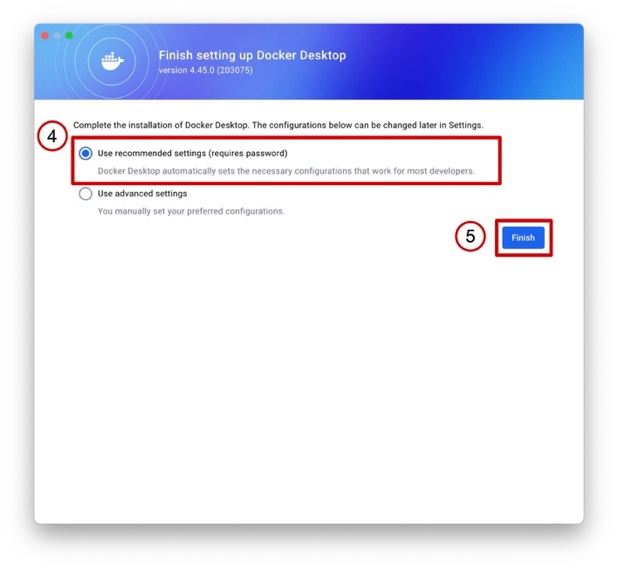 Finish setting up Docker Desktop
version 4.45.0 (203075)
Complete the installation of Docker Desktop. The configurations below can be changed later in Settings.
4
Use recommended settings (requires password)
Docker Desktop automatically sets the necessary configurations that work for most developers.
Use advanced settings
You manually set your preferred configurations.
5
Finish